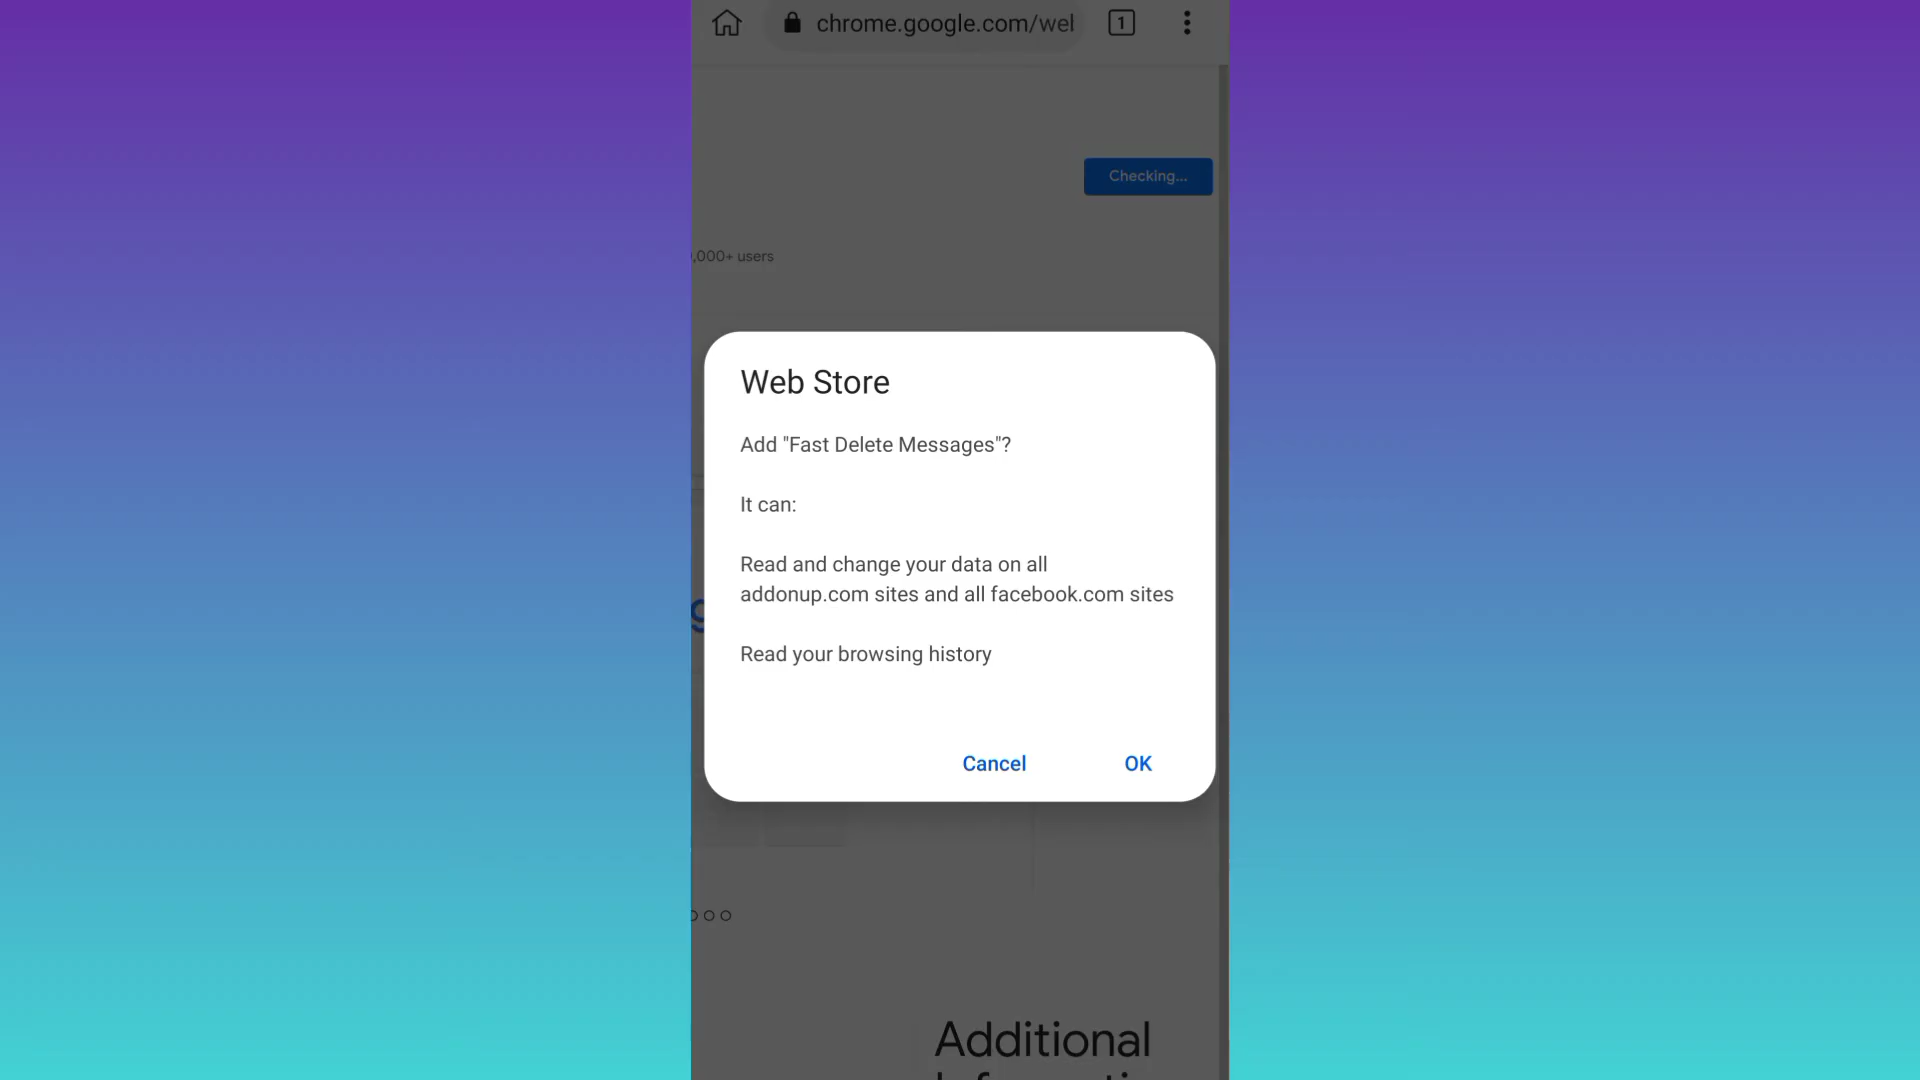 chrome.google.com/wel
1
Checking...
,000+ users
Web Store
Add "Fast Delete Messages"?
It can:
Read and change your data on all
addonup.com sites and all facebook.com sites
Read your browsing history
Cancel
OK
Additional